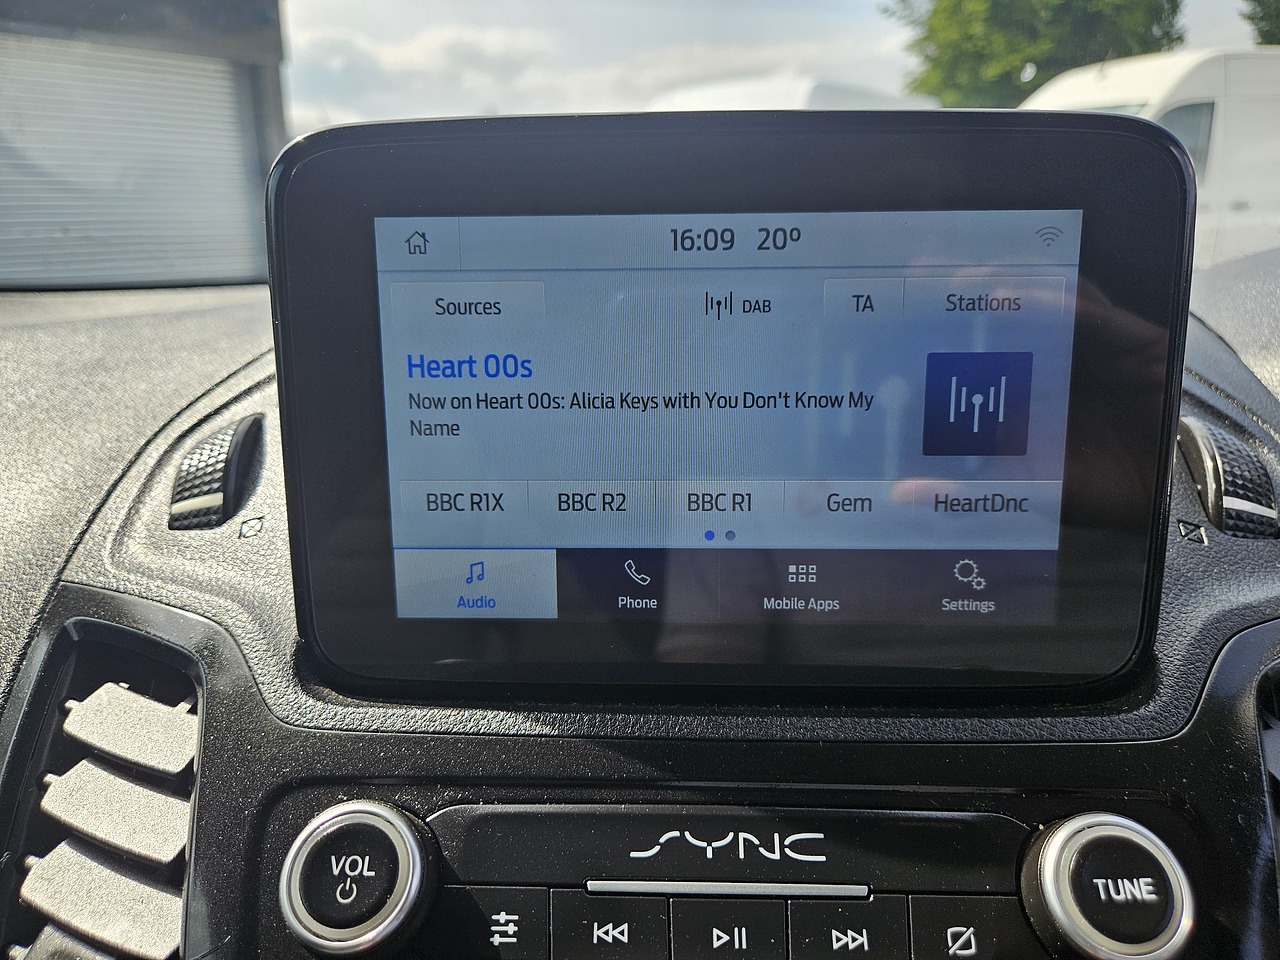 16:09 20º
Sources DAB TA Stations
Heart 00s
Now on Heart 00s: Alicia Keys with You Don't Know My
Name
BBC R1X BBC R2 BBC R1 Gem HeartDnc
Audio Phone Mobile Apps Settings
SYNC
VOL TUNE